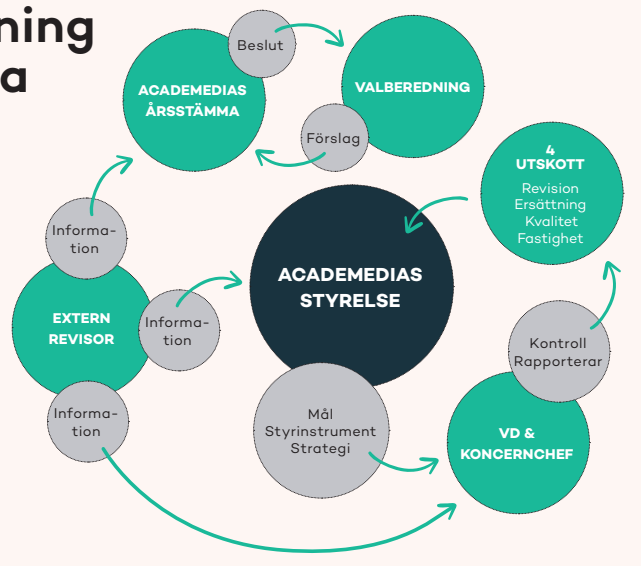 ning
a
Beslut
ACADEMEDIAS
ÅRSSTÄMMA
VALBEREDNING
Förslag
4
UTSKOTT
Revision
Ersättning
Kvalitet
Fastighet
Informa-
tion
ACADEMEDIAS
STYRELSE
EXTERN
REVISOR
Informa-
tion
Kontroll
Rapporterar
Informa-
tion
Mål
Styrinstrument
Strategi
VD &
KONCERNCHEF